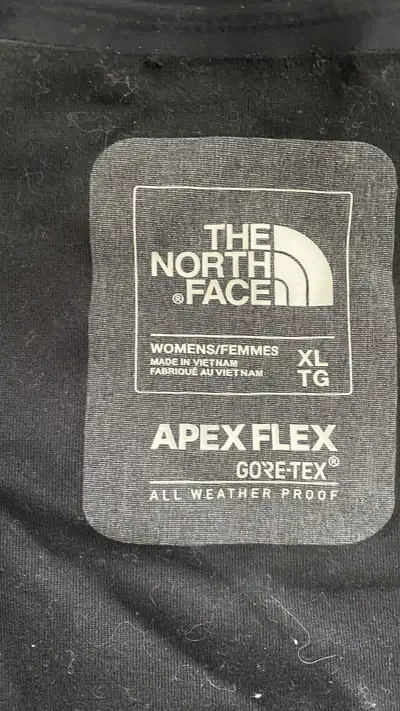 THE
NORTH
®FACE
WOMENS/FEMMES
MADE IN VIETNAM
FABRIQUÉ AU VIETNAM
XL
TG
APEX FLEX
GORE-TEX®
ALL WEATHER PROOF